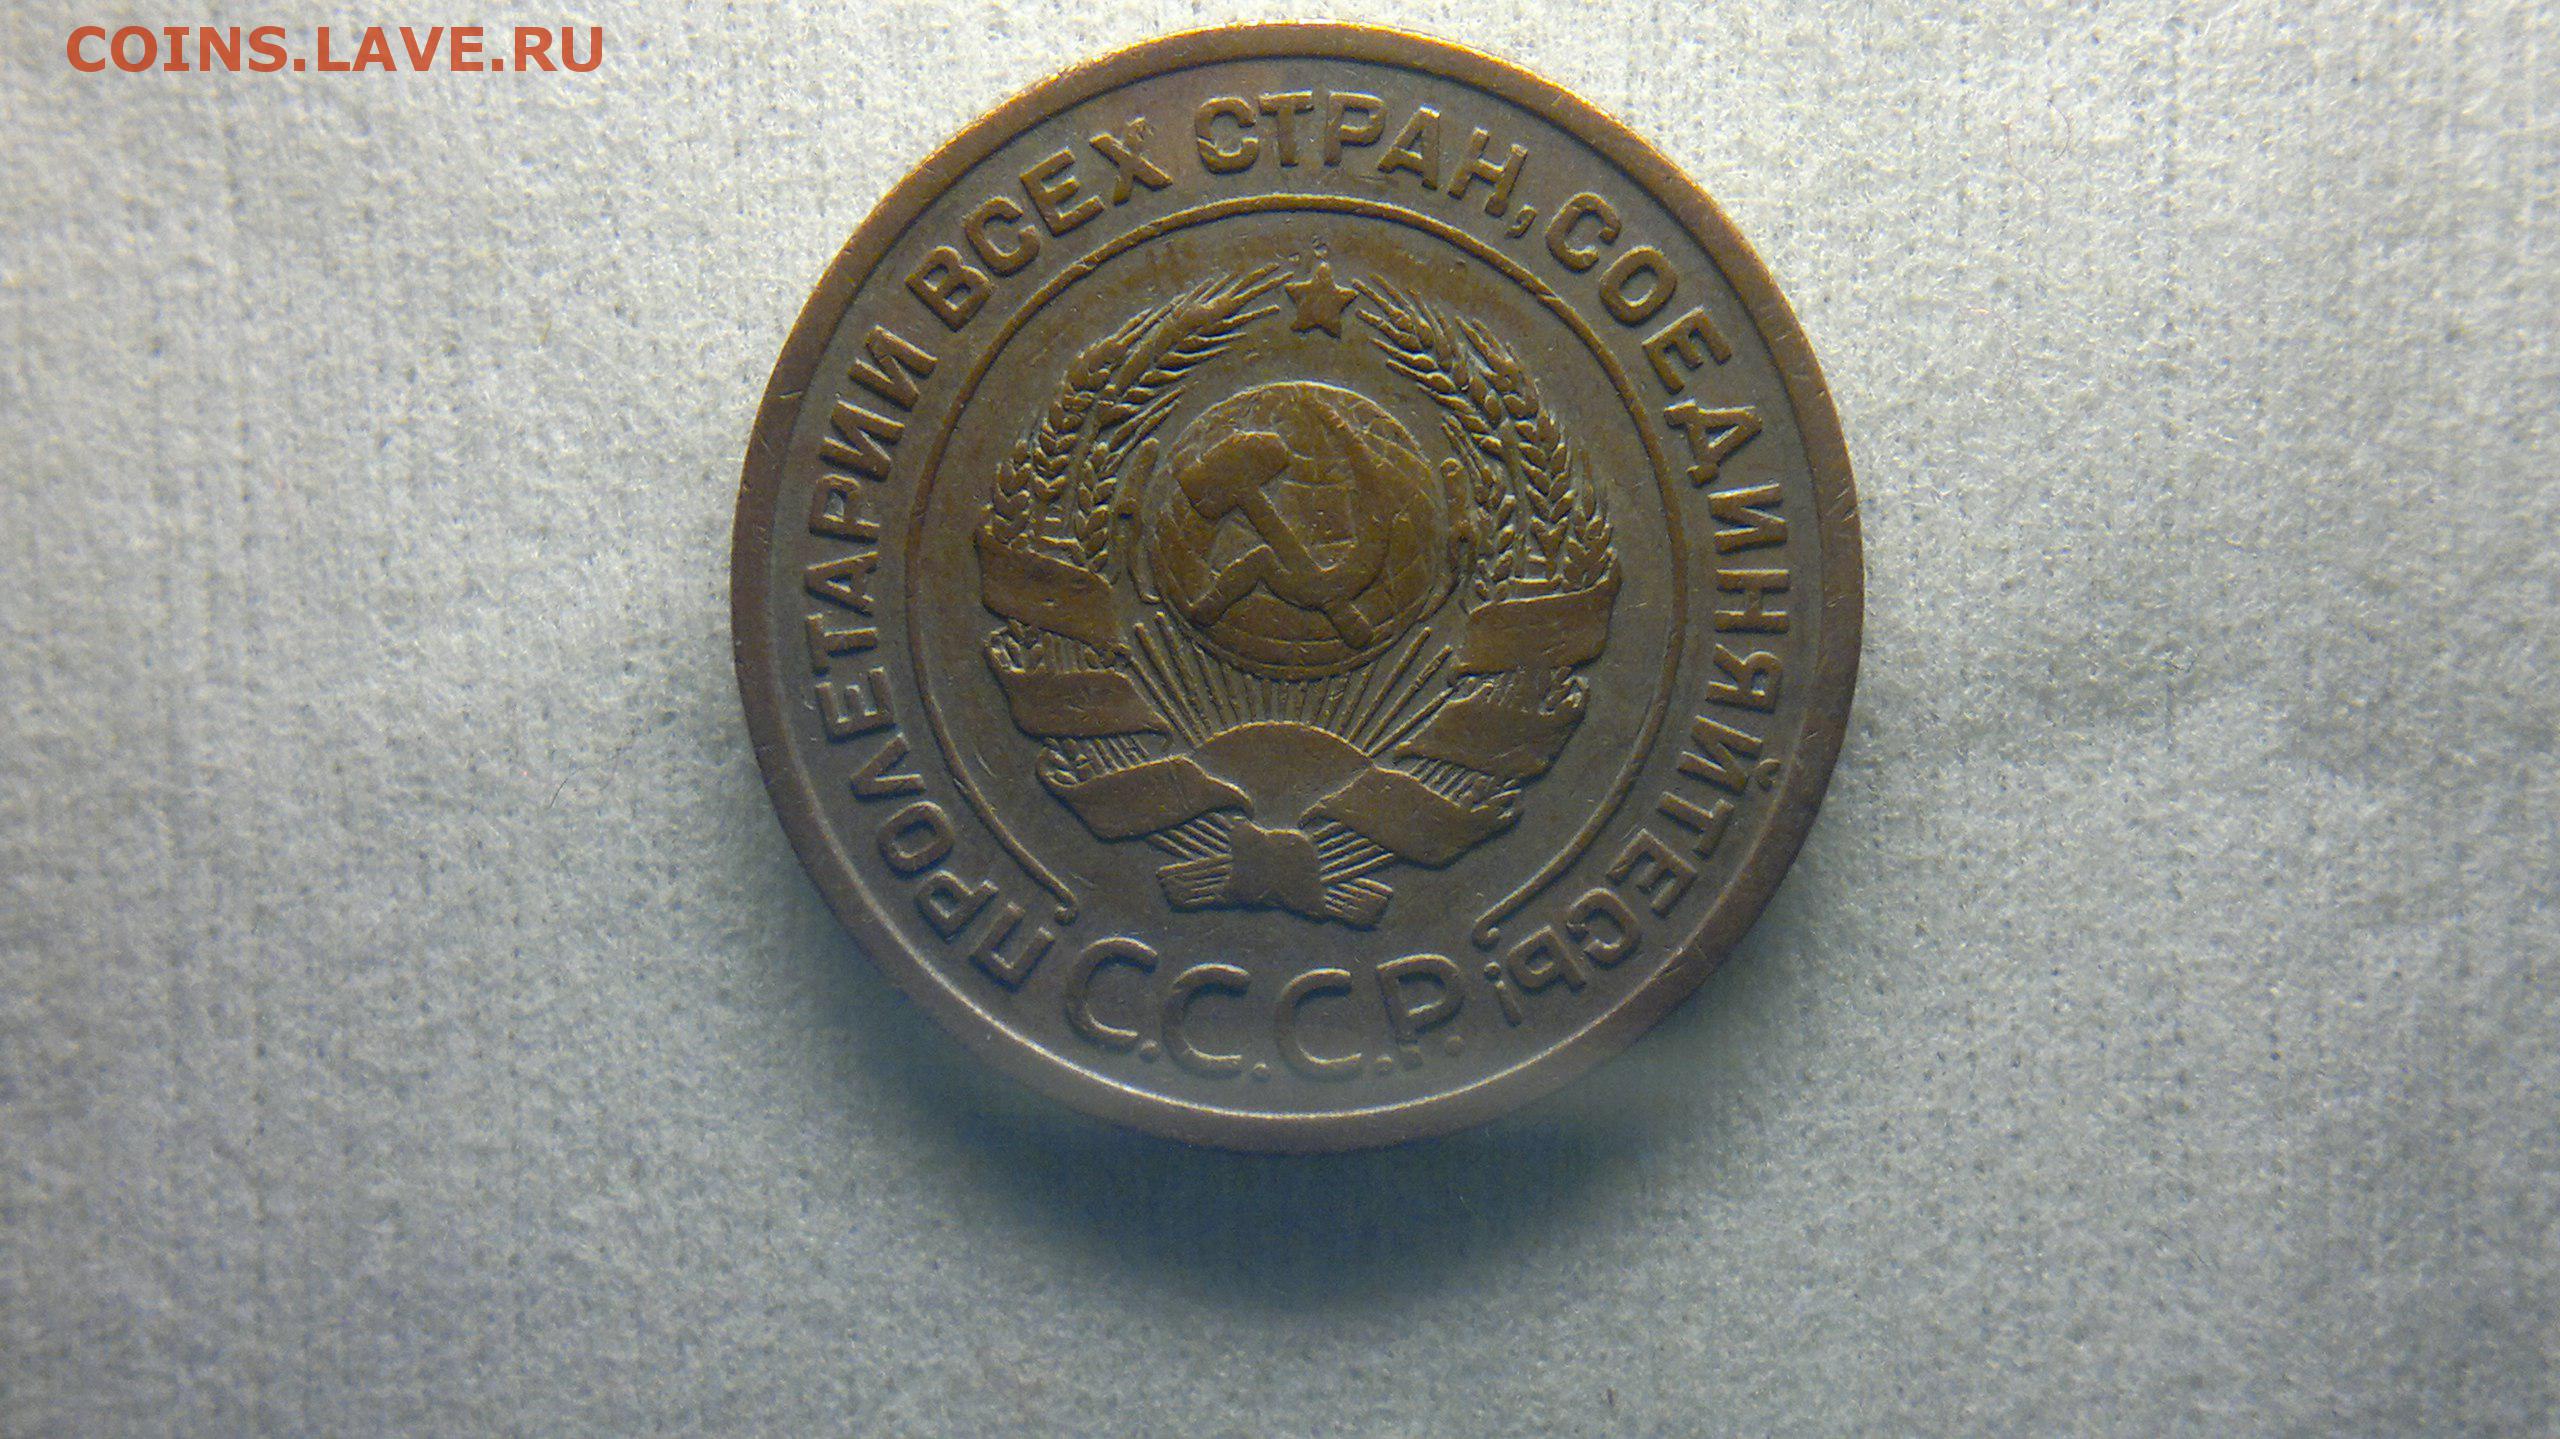 COINS.LAVE.RU
ПРОЛЕТАРИИ ВСЕХ СТРАН, СОЕДИНЯЙТЕСЬ!
С.С.С.Р.